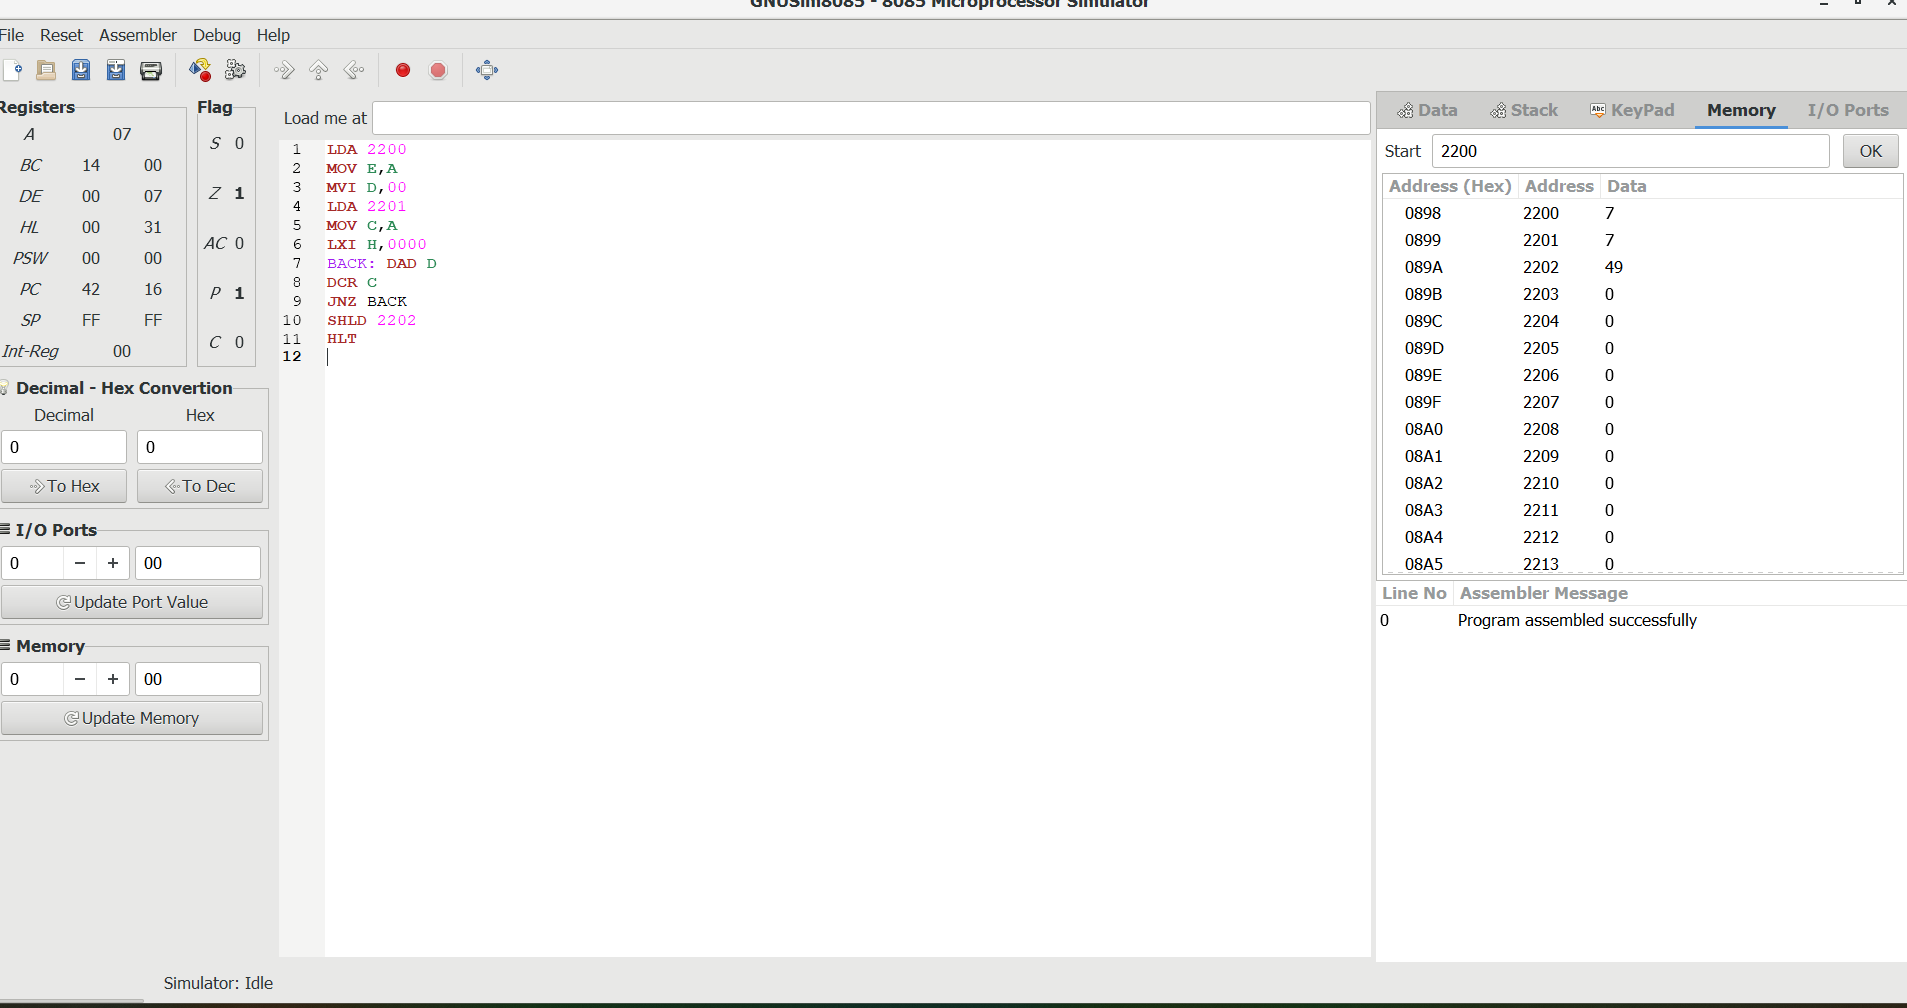 GNUSim8085 - 8085 Microprocessor Simulator
File Reset Assembler Debug Help
Registers
A 07
BC 14 00
DE 00 07
HL 00 31
PSW 00 00
PC 42 16
SP FF FF
Int-Reg 00
Flag
S 0
Z 1
AC 0
P 1
C 0
Decimal - Hex Convertion
Decimal Hex
0 0
To Hex To Dec
I/O Ports
0 − + 00
Update Port Value
Memory
0 − + 00
Update Memory
Load me at
1 LDA 2200
2 MOV E,A
3 MVI D,00
4 LDA 2201
5 MOV C,A
6 LXI H,0000
7 BACK: DAD D
8 DCR C
9 JNZ BACK
10 SHLD 2202
11 HLT
12
Data Stack Abc KeyPad Memory I/O Ports
Start 2200 OK
Address (Hex) Address Data
0898 2200 7
0899 2201 7
089A 2202 49
089B 2203 0
089C 2204 0
089D 2205 0
089E 2206 0
089F 2207 0
08A0 2208 0
08A1 2209 0
08A2 2210 0
08A3 2211 0
08A4 2212 0
08A5 2213 0
Line No Assembler Message
0 Program assembled successfully
Simulator: Idle